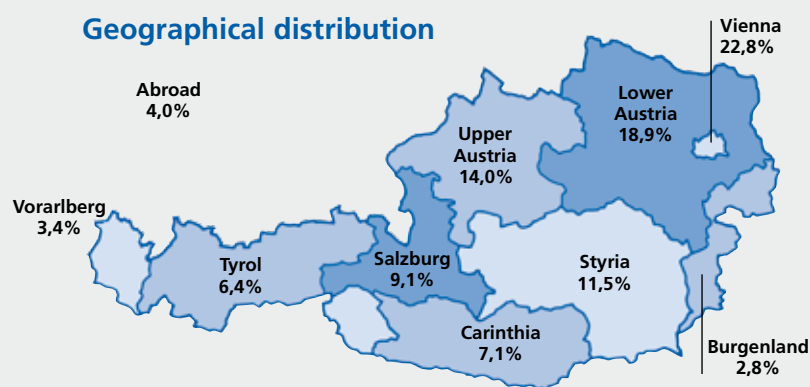 Geographical distribution
Vienna
22,8%
Abroad
4,0%
Lower
Austria
18,9%
Upper
Austria
14,0%
Vorarlberg
3,4%
Tyrol
6,4%
Salzburg
9,1%
Styria
11,5%
Carinthia
7,1%
Burgenland
2,8%